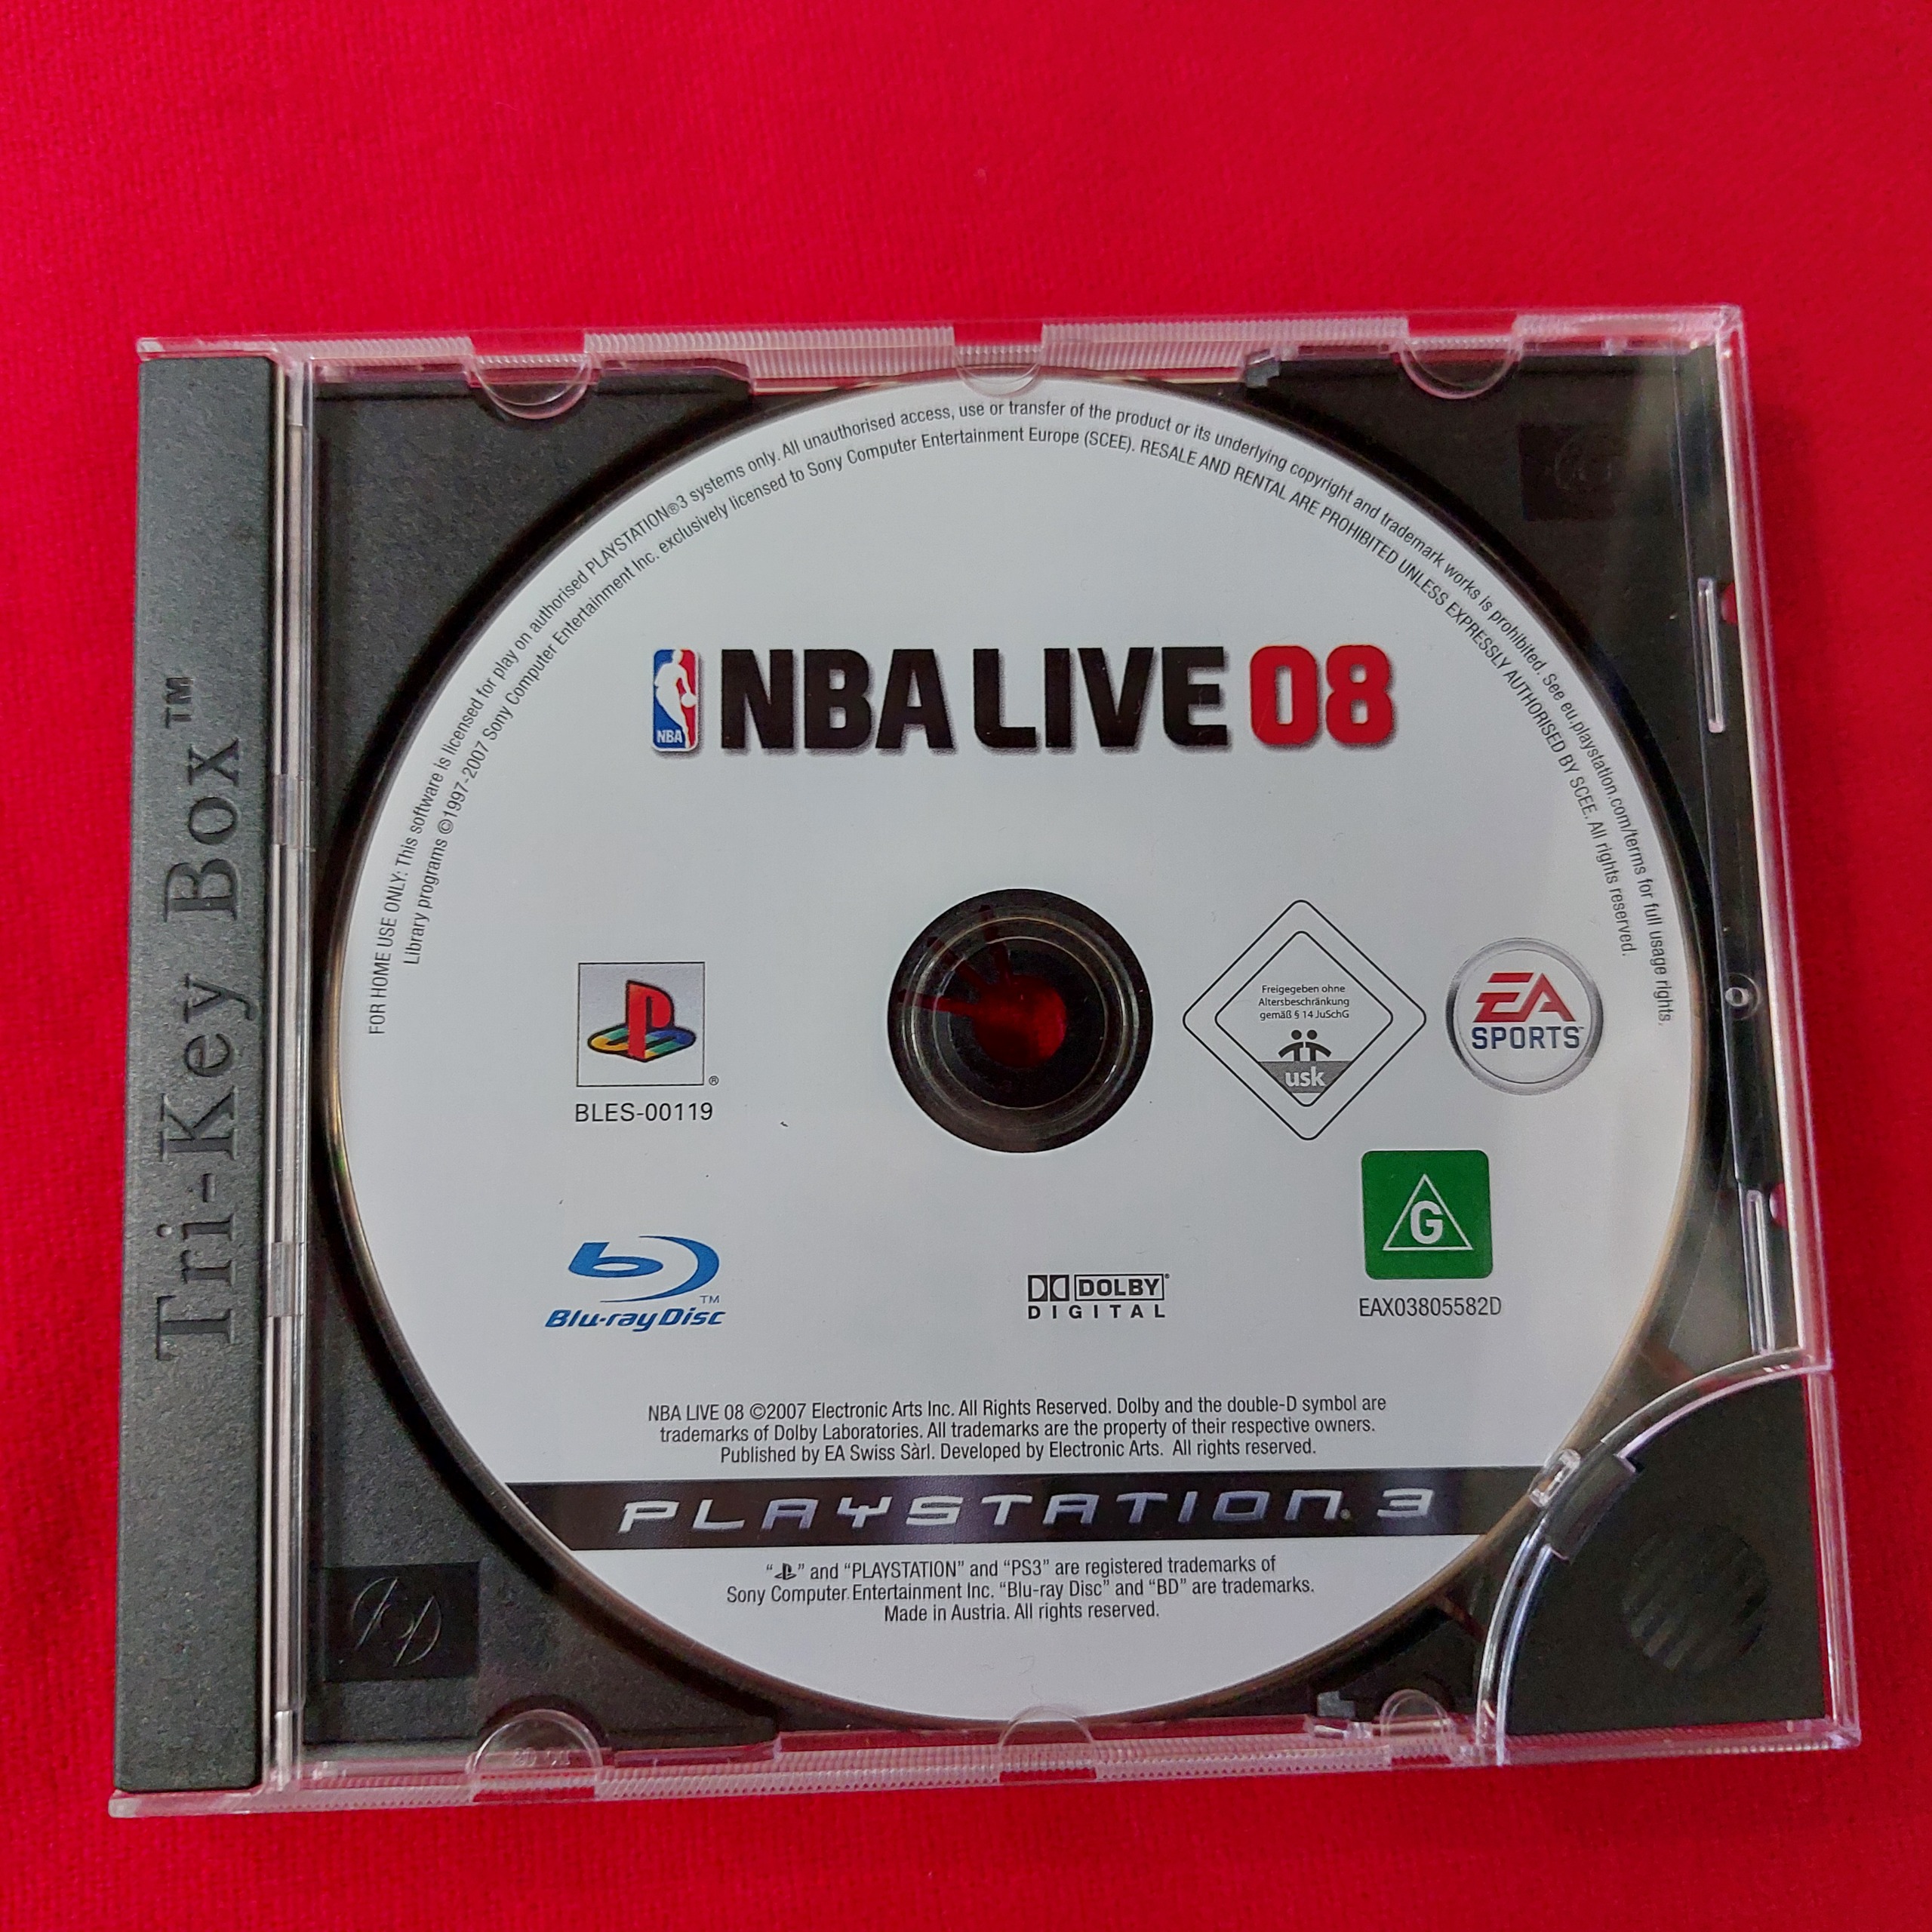 Tri-Key Box™
FOR HOME USE ONLY: This software is licensed for play on authorised PLAYSTATION®3 systems only. All unauthorised access, use or transfer of the product or its underlying copyright and trademark works is prohibited. See eu.playstation.com/terms for full usage rights.
Library programs ©1997-2007 Sony Computer Entertainment Inc. exclusively licensed to Sony Computer Entertainment Europe (SCEE). RESALE AND RENTAL ARE PROHIBITED UNLESS EXPRESSLY AUTHORISED BY SCEE. All rights reserved.
NBA
NBA LIVE 08
®
BLES-00119
Freigegeben ohne
Altersbeschränkung
gemäß § 14 JuSchG
usk
EA
SPORTS™
G
EAX03805582D
TM
Blu-ray Disc
DOLBY®
DIGITAL
NBA LIVE 08 ©2007 Electronic Arts Inc. All Rights Reserved. Dolby and the double-D symbol are
trademarks of Dolby Laboratories. All trademarks are the property of their respective owners.
Published by EA Swiss Sàrl. Developed by Electronic Arts. All rights reserved.
PLAYSTATION®3
“ ” and “PLAYSTATION” and “PS3” are registered trademarks of
Sony Computer Entertainment Inc. “Blu-ray Disc” and “BD” are trademarks.
Made in Austria. All rights reserved.